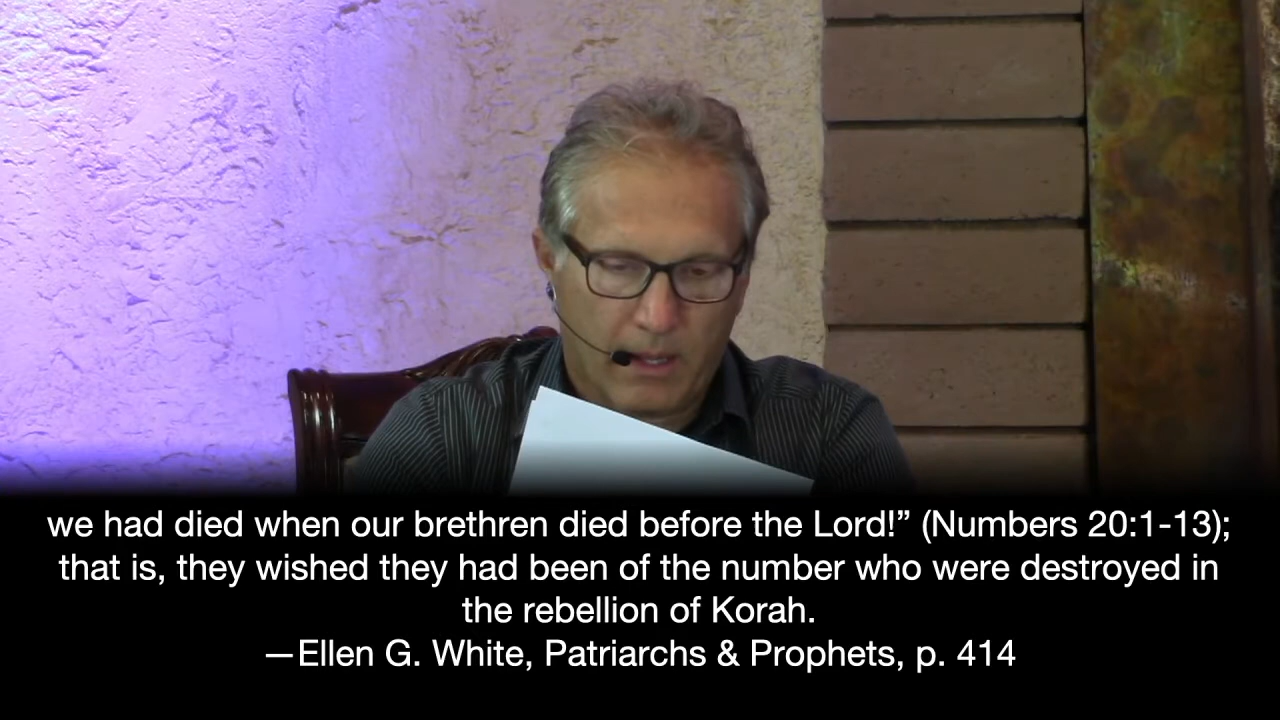 we had died when our brethren died before the Lord!” (Numbers 20:1-13);
that is, they wished they had been of the number who were destroyed in
the rebellion of Korah.
—Ellen G. White, Patriarchs & Prophets, p. 414